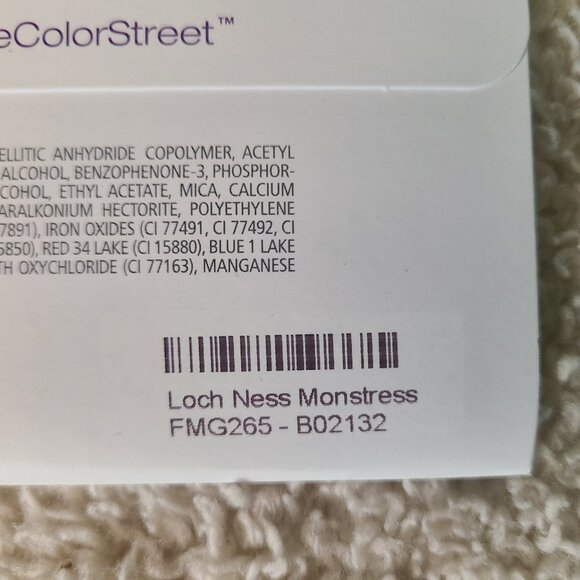 eColorStreet™
ELLITIC ANHYDRIDE COPOLYMER, ACETYL
ALCOHOL, BENZOPHENONE-3, PHOSPHOR-
COHOL, ETHYL ACETATE, MICA, CALCIUM
ARALKONIUM HECTORITE, POLYETHYLENE
7891), IRON OXIDES (CI 77491, CI 77492, CI
5850), RED 34 LAKE (CI 15880), BLUE 1 LAKE
TH OXYCHLORIDE (CI 77163), MANGANESE
Loch Ness Monstress
FMG265 - B02132